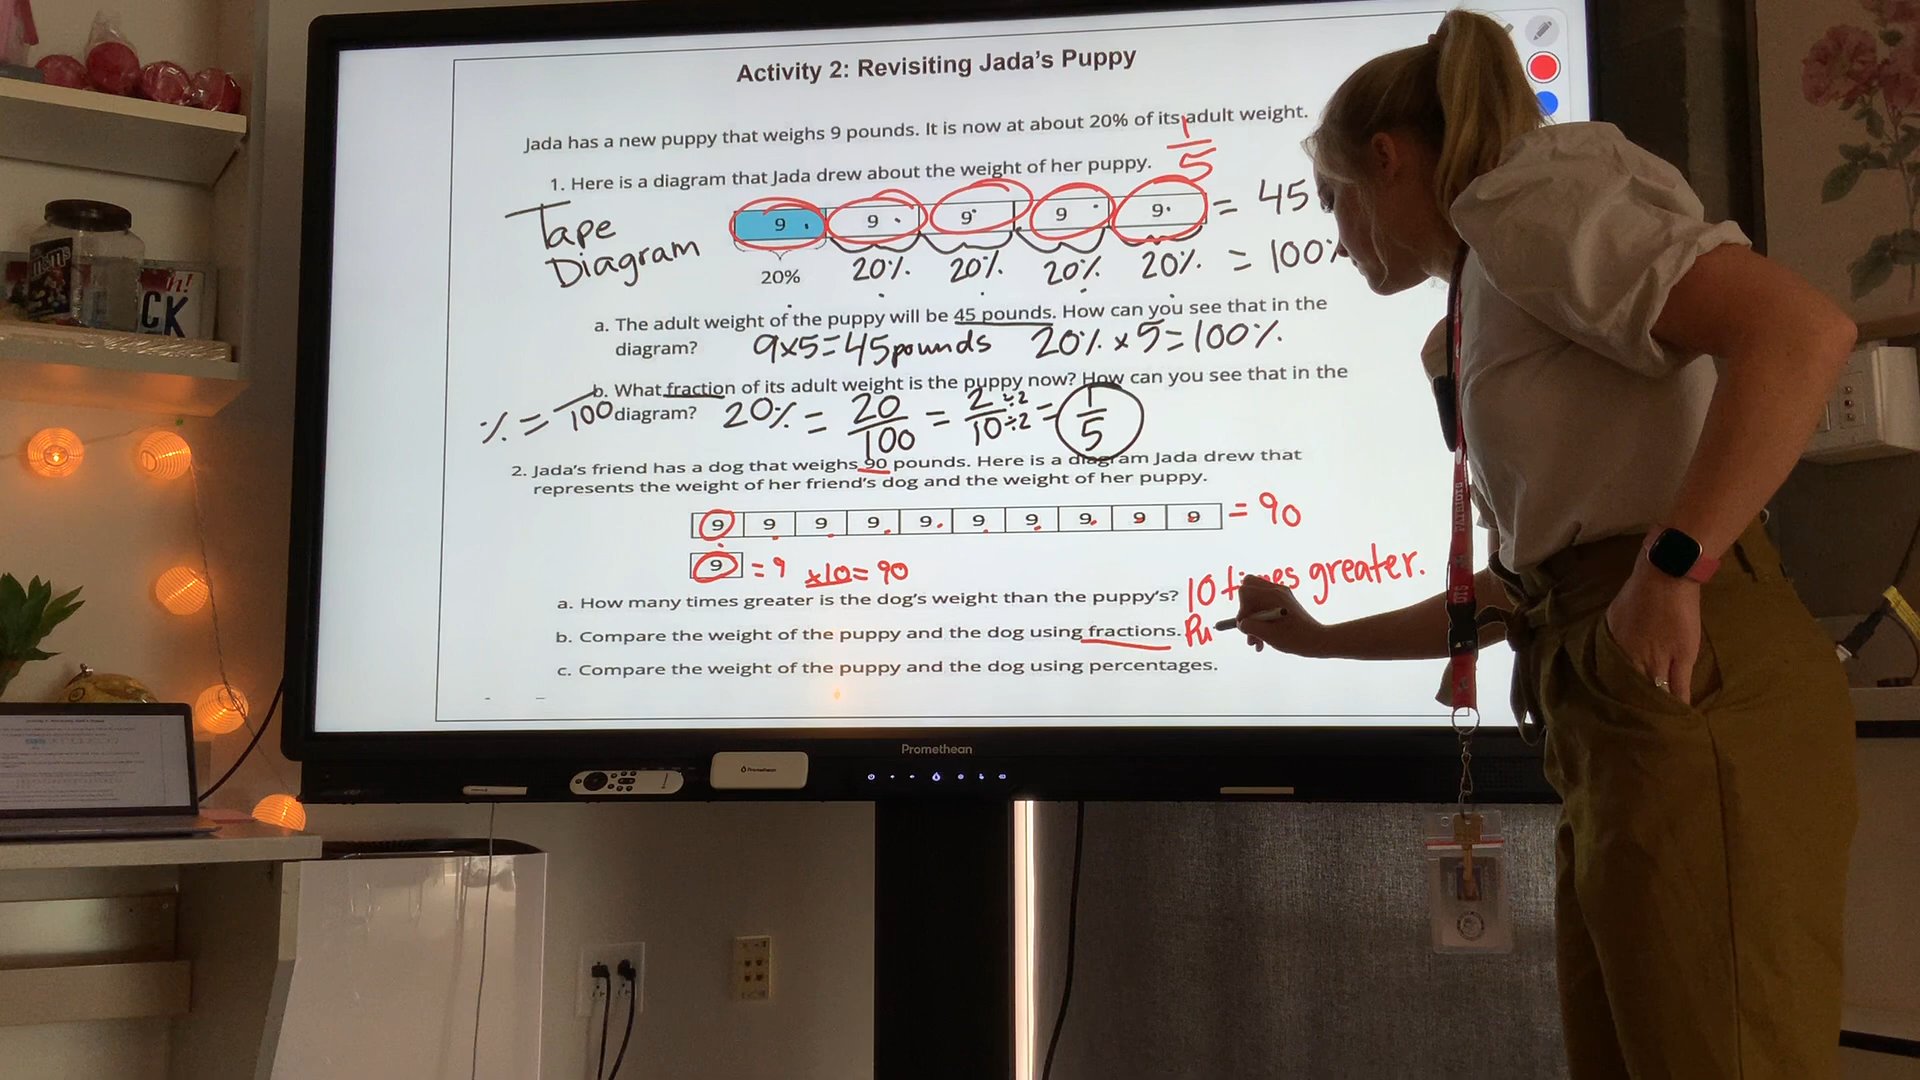 Activity 2: Revisiting Jada's Puppy
Jada has a new puppy that weighs 9 pounds. It is now at about 20% of its adult weight.
1. Here is a diagram that Jada drew about the weight of her puppy. 1/5
Tape Diagram
9 9 9 9 9 = 45
20% 20% 20% 20% 20% = 100%
a. The adult weight of the puppy will be 45 pounds. How can you see that in the
diagram? 9x5=45pounds 20% x 5=100%.
b. What fraction of its adult weight is the puppy now? How can you see that in the
diagram? % = /100 20% = 20/100 = 2÷2/10÷2 = 1/5
2. Jada's friend has a dog that weighs 90 pounds. Here is a diagram Jada drew that
represents the weight of her friend's dog and the weight of her puppy.
9 9 9 9 9 9 9 9 9 9 = 90
9 = 9 x10= 90
a. How many times greater is the dog's weight than the puppy's? 10 times greater.
b. Compare the weight of the puppy and the dog using fractions. Pu
c. Compare the weight of the puppy and the dog using percentages.
Promethean
Promethean
m&m's
CK
PATRIOTS